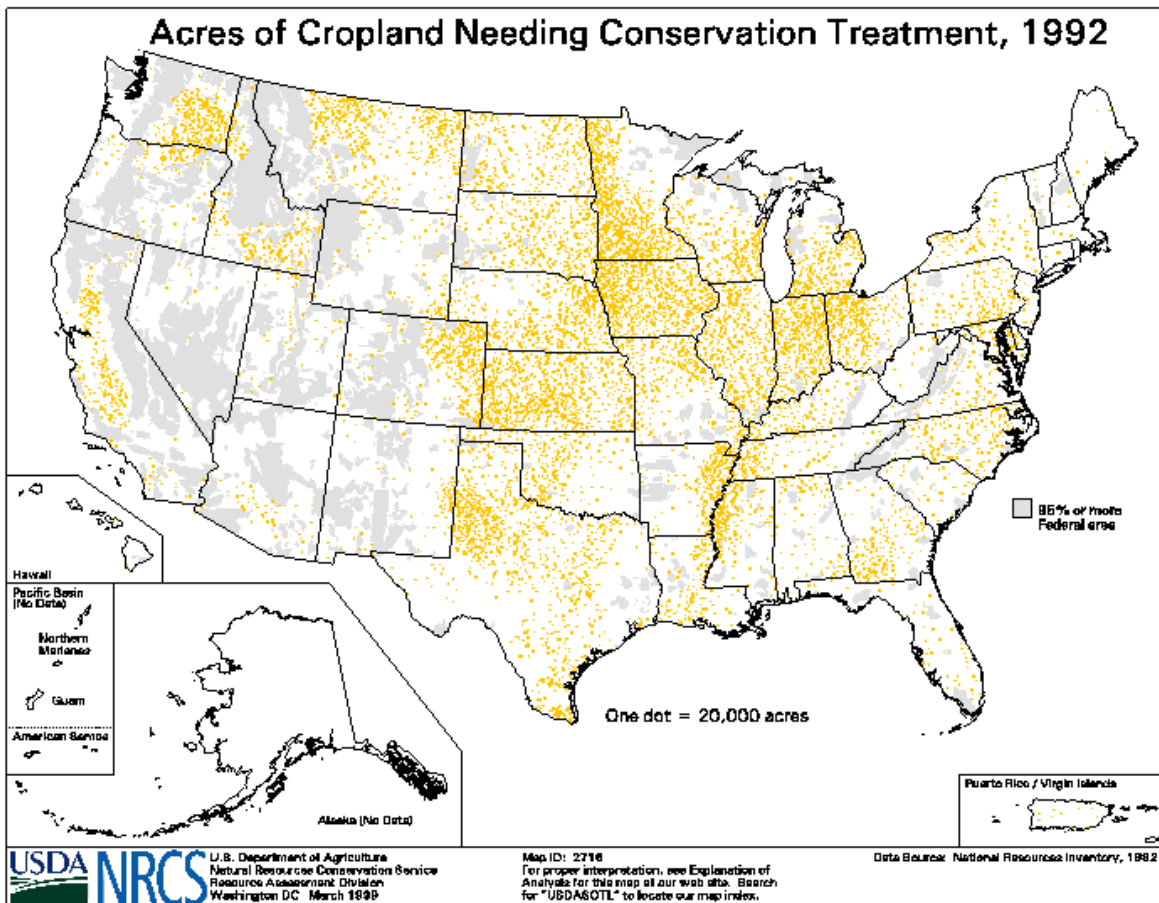 Acres of Cropland Needing Conservation Treatment, 1992
95% or more
Federal area
Hawaii
Pacific Basin
(No Data)
Northern
Marianas
Guam
American Samoa
One dot = 20,000 acres
Alaska (No Data)
Puerto Rico / Virgin Islands
USDA
NRCS
U.S. Department of Agriculture
Natural Resources Conservation Service
Resource Assessment Division
Washington DC March 1999
Map ID: 2716
For proper interpretation, see Explanation of
Analysis for this map at our web site. Search
for "USDASOTL" to locate our map index.
Data Source: National Resources Inventory, 1992